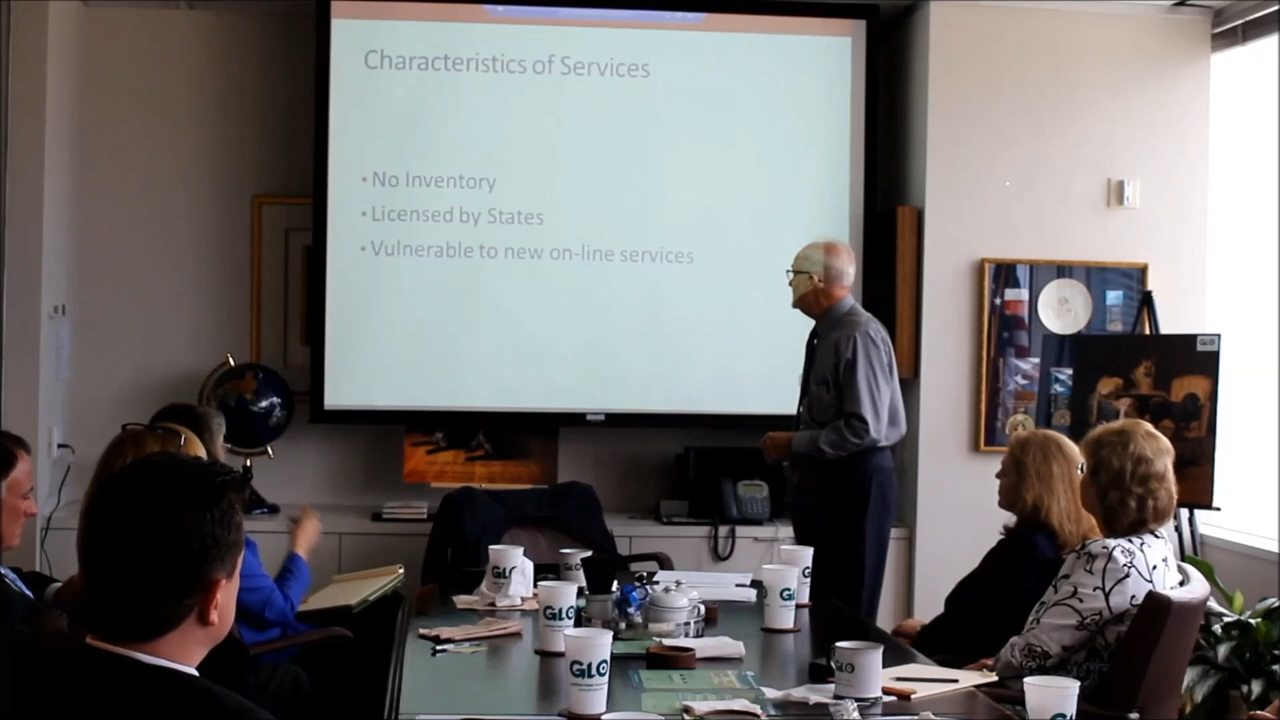 Characteristics of Services
• No Inventory
• Licensed by States
• Vulnerable to new on-line services
GLO
GLO
GLO
GLO
GLO